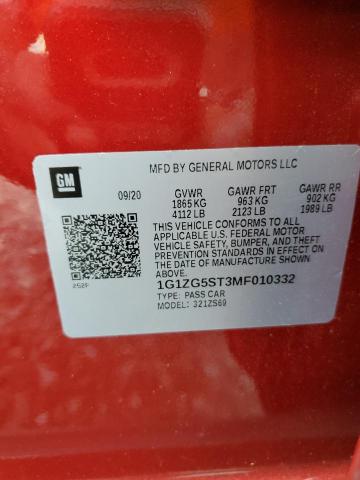 MFD BY GENERAL MOTORS LLC
GM
09/20 GVWR GAWR FRT GAWR RR
1865 KG 963 KG 902 KG
4112 LB 2123 LB 1989 LB
THIS VEHICLE CONFORMS TO ALL
APPLICABLE U.S. FEDERAL MOTOR
VEHICLE SAFETY, BUMPER, AND THEFT
PREVENTION STANDARDS IN EFFECT
ON THE DATE OF MANUFACTURE SHOWN
ABOVE.
252F
1G1ZG5ST3MF010332
TYPE: PASS CAR
MODEL: 321ZS69